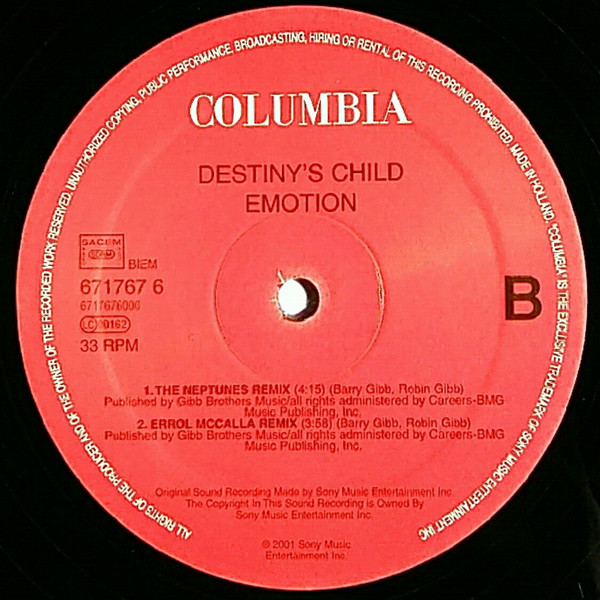 ALL RIGHTS OF THE PRODUCER AND OF THE OWNER OF THE RECORDED WORK RESERVED. UNAUTHORIZED COPYING, PUBLIC PERFORMANCE, BROADCASTING, HIRING OR RENTAL OF THIS RECORDING PROHIBITED. MADE IN HOLLAND. "COLUMBIA" IS THE EXCLUSIVE TRADEMARK OF SONY MUSIC ENTERTAINMENT INC
COLUMBIA
DESTINY'S CHILD
EMOTION
SACEM
BIEM
671767 6
6717676000
LC 00162
33 RPM
B
1.THE NEPTUNES REMIX (4:15) (Barry Gibb, Robin Gibb)
Published by Gibb Brothers Music/all rights administered by Careers-BMG
Music Publishing, Inc.
2. ERROL MCCALLA REMIX (3:58) (Barry Gibb, Robin Gibb)
Published by Gibb Brothers Music/all rights administered by Careers-BMG
Music Publishing, Inc.
Original Sound Recording Made by Sony Music Entertainment Inc.
The Copyright In This Sound Recording is Owned By
Sony Music Entertainment Inc.
© 2001 Sony Music
Entertainment Inc.